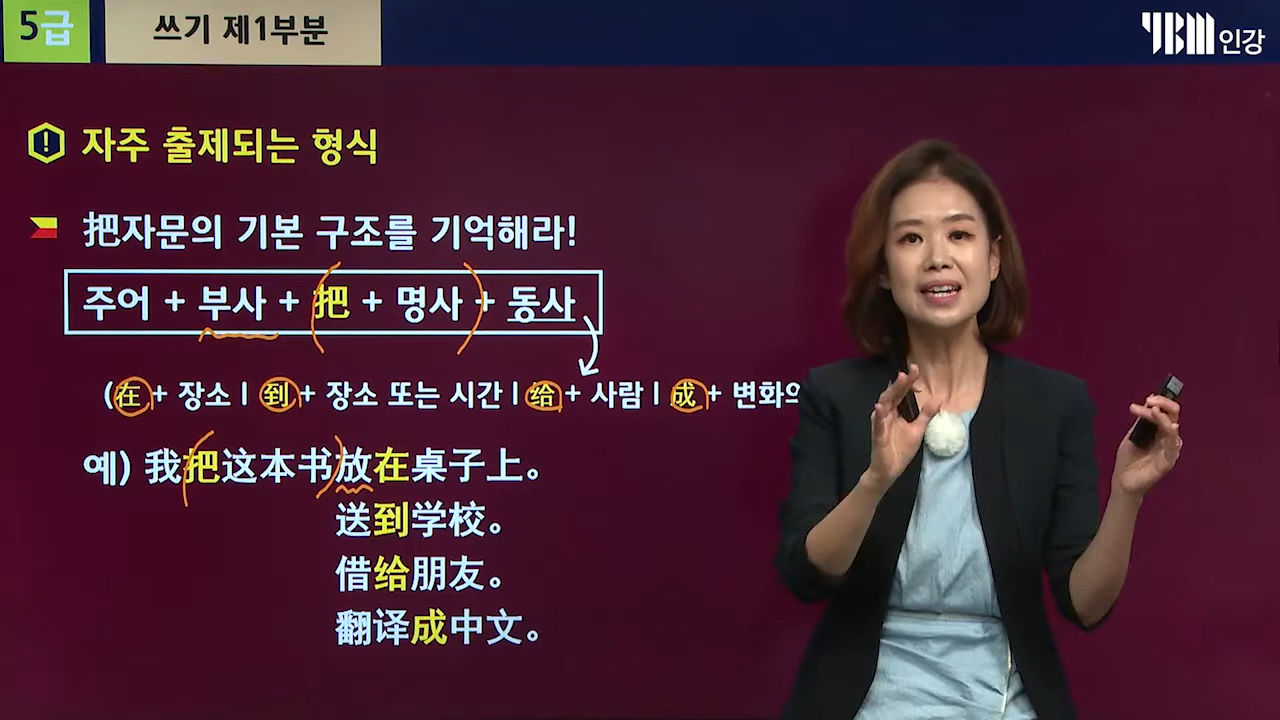 5급
쓰기 제1부분
YBM 인강
자주 출제되는 형식
把자문의 기본 구조를 기억해라!
주어 + 부사 + 把 + 명사 + 동사
(在 + 장소 | 到 + 장소 또는 시간 | 给 + 사람 | 成 + 변화의
예) 我把这本书放在桌子上。
送到学校。
借给朋友。
翻译成中文。